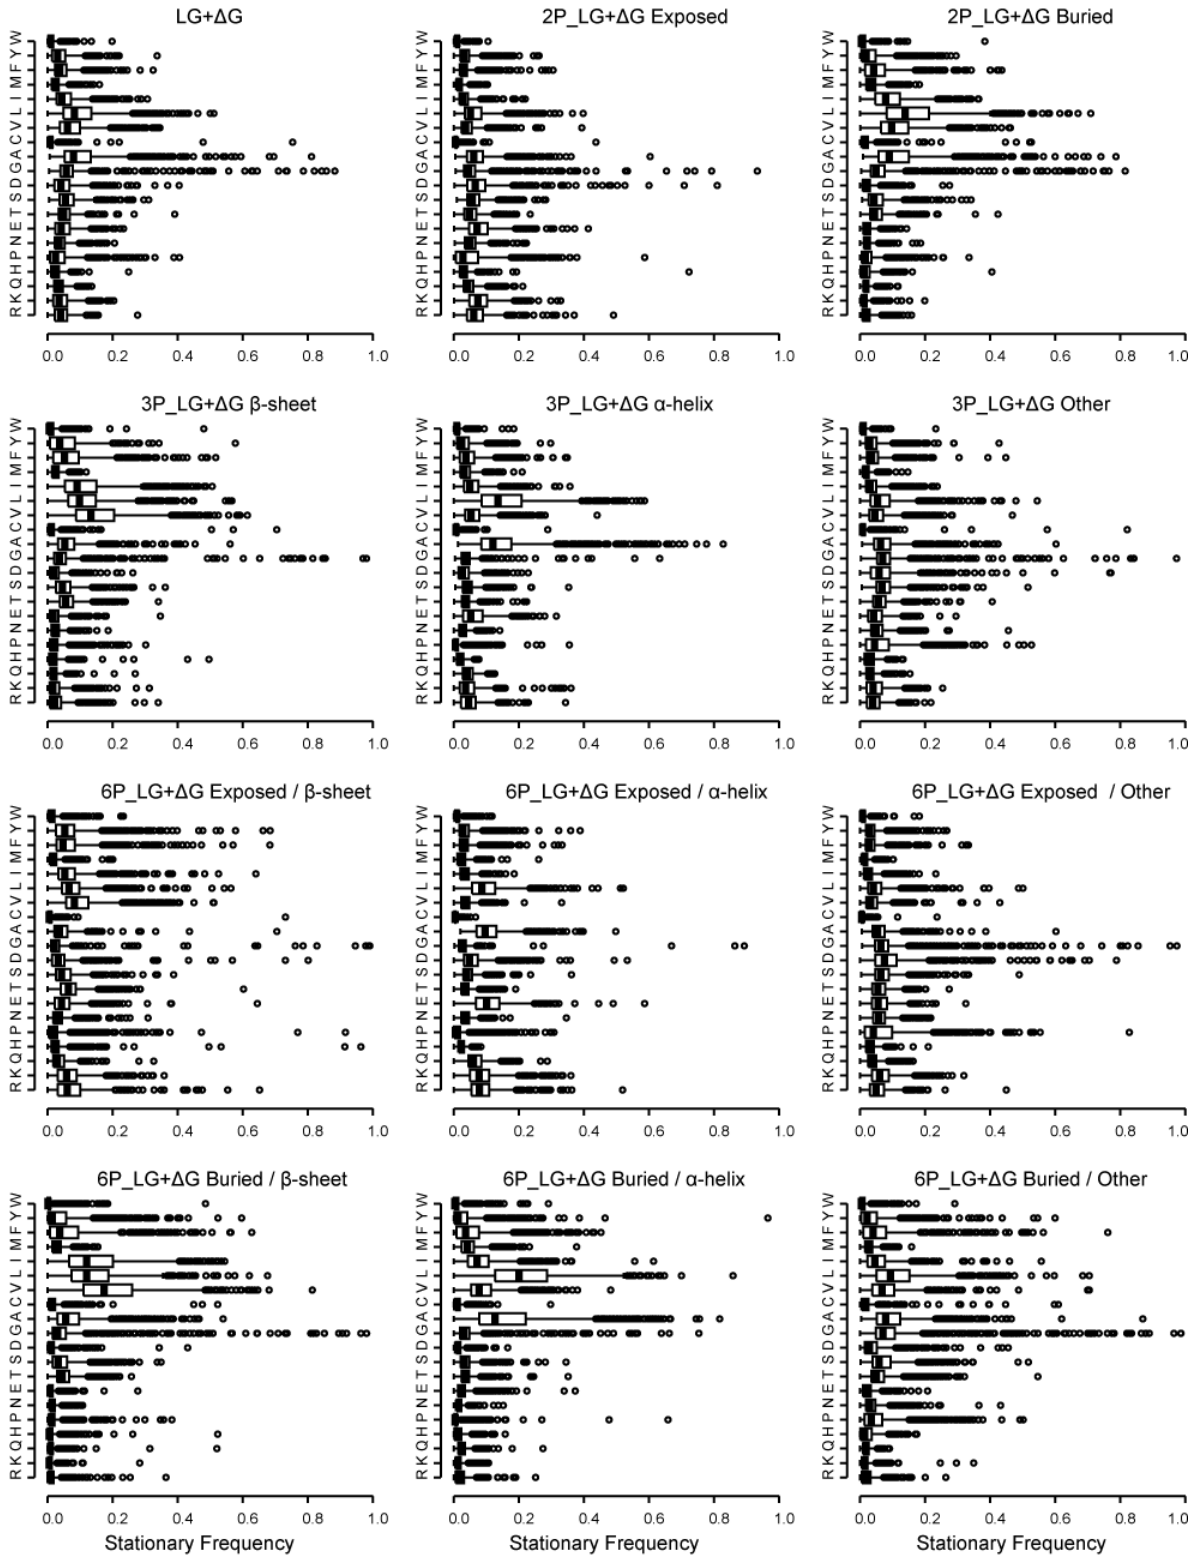 LG+ΔG
R K Q H P N E T S D G A C V L I M F Y W
0.0 0.2 0.4 0.6 0.8 1.0
2P_LG+ΔG Exposed
R K Q H P N E T S D G A C V L I M F Y W
0.0 0.2 0.4 0.6 0.8 1.0
2P_LG+ΔG Buried
R K Q H P N E T S D G A C V L I M F Y W
0.0 0.2 0.4 0.6 0.8 1.0
3P_LG+ΔG β-sheet
R K Q H P N E T S D G A C V L I M F Y W
0.0 0.2 0.4 0.6 0.8 1.0
3P_LG+ΔG α-helix
R K Q H P N E T S D G A C V L I M F Y W
0.0 0.2 0.4 0.6 0.8 1.0
3P_LG+ΔG Other
R K Q H P N E T S D G A C V L I M F Y W
0.0 0.2 0.4 0.6 0.8 1.0
6P_LG+ΔG Exposed / β-sheet
R K Q H P N E T S D G A C V L I M F Y W
0.0 0.2 0.4 0.6 0.8 1.0
6P_LG+ΔG Exposed / α-helix
R K Q H P N E T S D G A C V L I M F Y W
0.0 0.2 0.4 0.6 0.8 1.0
6P_LG+ΔG Exposed / Other
R K Q H P N E T S D G A C V L I M F Y W
0.0 0.2 0.4 0.6 0.8 1.0
6P_LG+ΔG Buried / β-sheet
R K Q H P N E T S D G A C V L I M F Y W
0.0 0.2 0.4 0.6 0.8 1.0
Stationary Frequency
6P_LG+ΔG Buried / α-helix
R K Q H P N E T S D G A C V L I M F Y W
0.0 0.2 0.4 0.6 0.8 1.0
Stationary Frequency
6P_LG+ΔG Buried / Other
R K Q H P N E T S D G A C V L I M F Y W
0.0 0.2 0.4 0.6 0.8 1.0
Stationary Frequency